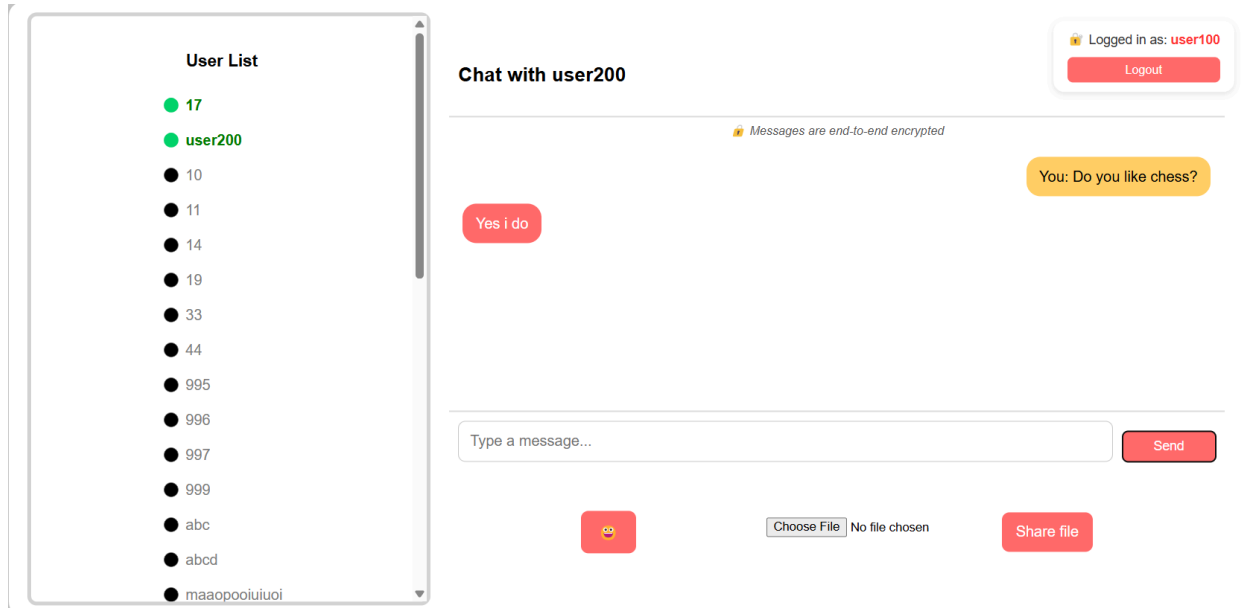 User List
17
user200
10
11
14
19
33
44
995
996
997
999
abc
abcd
maaopooiuiuoi
Logged in as: user100
Logout
Chat with user200
Messages are end-to-end encrypted
You: Do you like chess?
Yes i do
Type a message...
Send
Choose File No file chosen
Share file